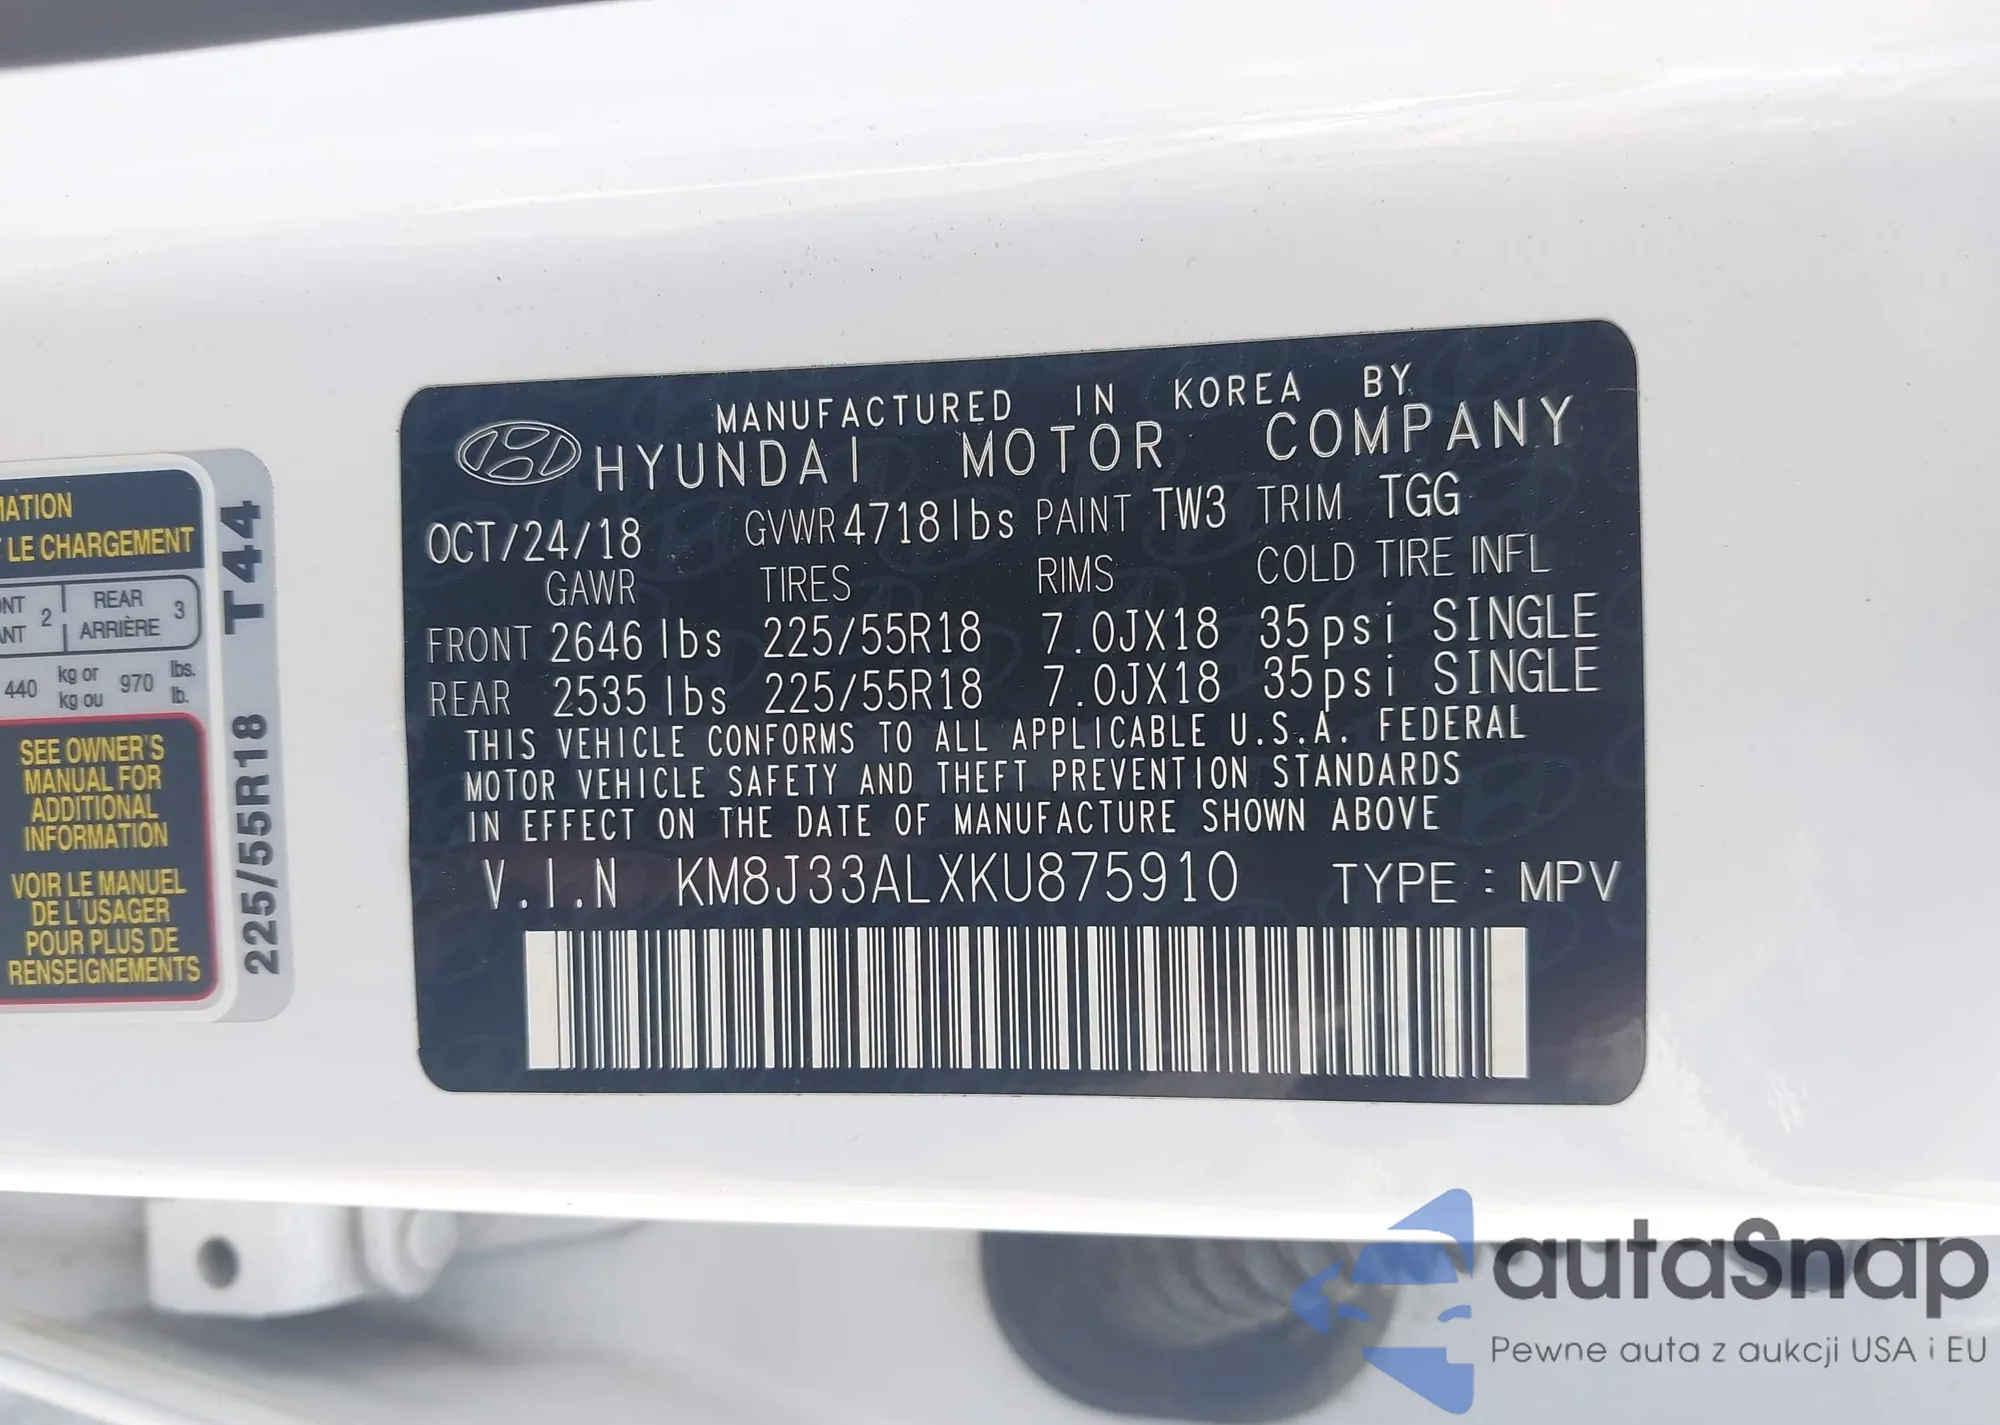 MANUFACTURED IN KOREA BY
HYUNDAI MOTOR COMPANY
OCT/24/18 GVWR 4718lbs PAINT TW3 TRIM TGG
GAWR TIRES RIMS COLD TIRE INFL
FRONT 2646 lbs 225/55R18 7.0JX18 35psi SINGLE
REAR 2535 lbs 225/55R18 7.0JX18 35psi SINGLE
THIS VEHICLE CONFORMS TO ALL APPLICABLE U.S.A. FEDERAL
MOTOR VEHICLE SAFETY AND THEFT PREVENTION STANDARDS
IN EFFECT ON THE DATE OF MANUFACTURE SHOWN ABOVE
V.I.N KM8J33ALXKU875910 TYPE : MPV
LE CHARGEMENT
2 REAR 3
ARRIÈRE
440 kg or 970 lbs.
kg ou lb.
SEE OWNER'S
MANUAL FOR
ADDITIONAL
INFORMATION
VOIR LE MANUEL
DE L'USAGER
POUR PLUS DE
RENSEIGNEMENTS
225/55R18 T44
autaSnap
Pewne auta z aukcji USA i EU